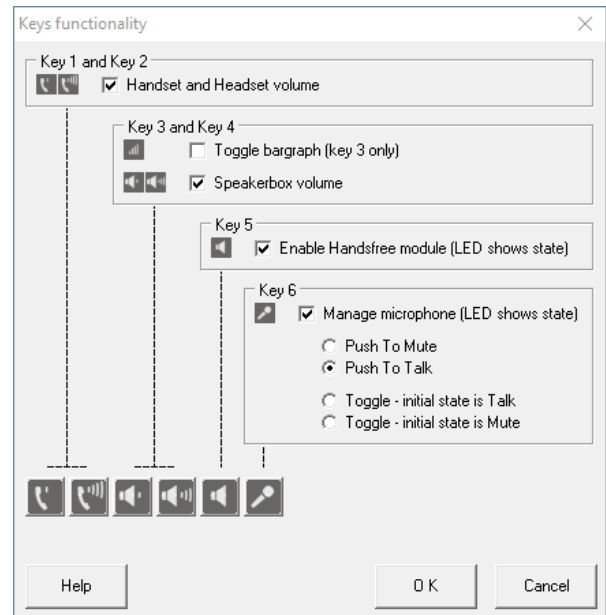 Keys functionality
Key 1 and Key 2
Handset and Headset volume
Key 3 and Key 4
Toggle bargraph (key 3 only)
Speakerbox volume
Key 5
Enable Handsfree module (LED shows state)
Key 6
Manage microphone (LED shows state)
Push To Mute
Push To Talk
Toggle - initial state is Talk
Toggle - initial state is Mute
Help
O K
Cancel